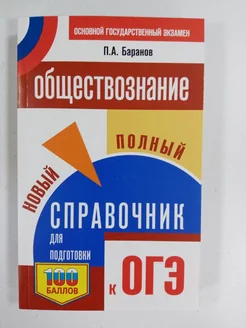 ОСНОВНОЙ ГОСУДАРСТВЕННЫЙ ЭКЗАМЕН
П.А. Баранов
ОБЩЕСТВОЗНАНИЕ
НОВЫЙ
ПОЛНЫЙ
СПРАВОЧНИК
ДЛЯ
ПОДГОТОВКИ
К ОГЭ
100
БАЛЛОВ